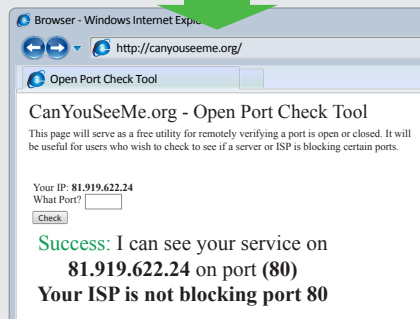 Browser - Windows Internet
http://canyouseeme.org/
Open Port Check Tool
CanYouSeeMe.org - Open Port Check Tool
This page will serve as a free utility for remotely verifying a port is open or closed. It will
be useful for users who wish to check to see if a server or ISP is blocking certain ports.
Your IP: 81.919.622.24
What Port?
Check
Success: I can see your service on
81.919.622.24 on port (80)
Your ISP is not blocking port 80